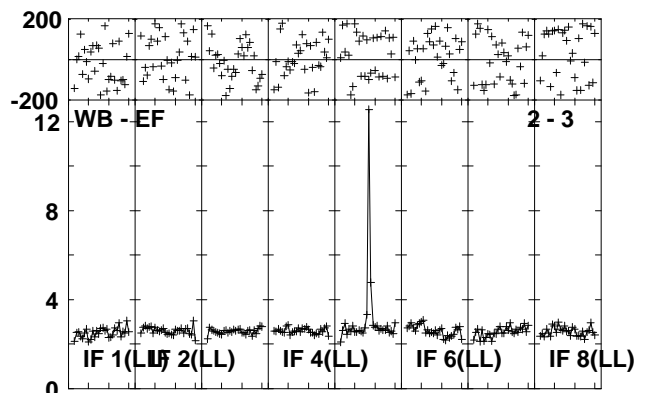 200
-200
12
WB - EF
2 - 3
8
4
IF 1(LL)
IF 2(LL)
IF 4(LL)
IF 6(LL)
IF 8(LL)
0